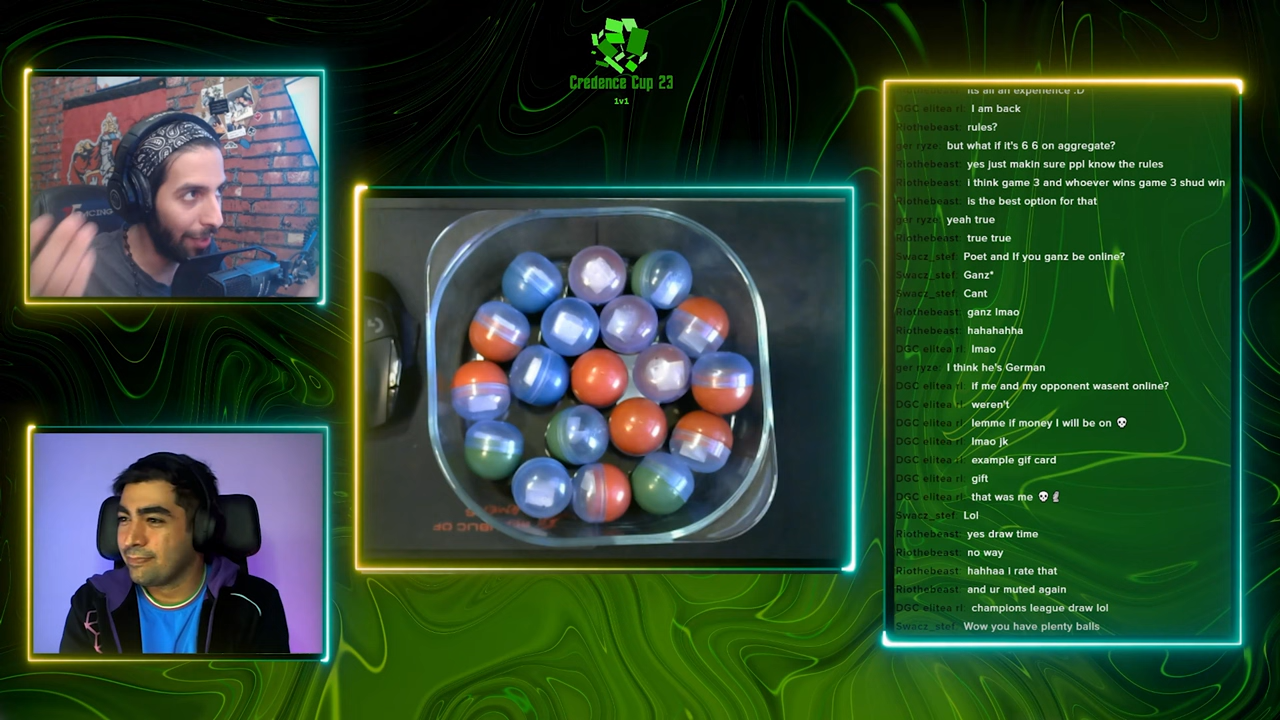 Credence Cup 23
1v1
CING
its all an experience :D
DGC elitea rl: I am back
Riothebeast: rules?
ger ryze: but what if it's 6 6 on aggregate?
Riothebeast: yes just makin sure ppl know the rules
Riothebeast: i think game 3 and whoever wins game 3 shud win
Riothebeast: is the best option for that
ger ryze: yeah true
Riothebeast: true true
Swacz_stef: Poet and If you ganz be online?
Swacz_stef: Ganz*
Swacz_stef: Cant
Riothebeast: ganz lmao
Riothebeast: hahahahha
DGC elitea rl: lmao
ger ryze: I think he's German
DGC elitea rl: if me and my opponent wasent online?
DGC elitea rl: weren't
DGC elitea rl: lemme if money I will be on 💀
DGC elitea rl: lmao jk
DGC elitea rl: example gif card
DGC elitea rl: gift
DGC elitea rl: that was me 💀
Swacz_stef: Lol
Riothebeast: yes draw time
Riothebeast: no way
Riothebeast: hahhaa i rate that
Riothebeast: and ur muted again
DGC elitea rl: champions league draw lol
Swacz_stef: Wow you have plenty balls